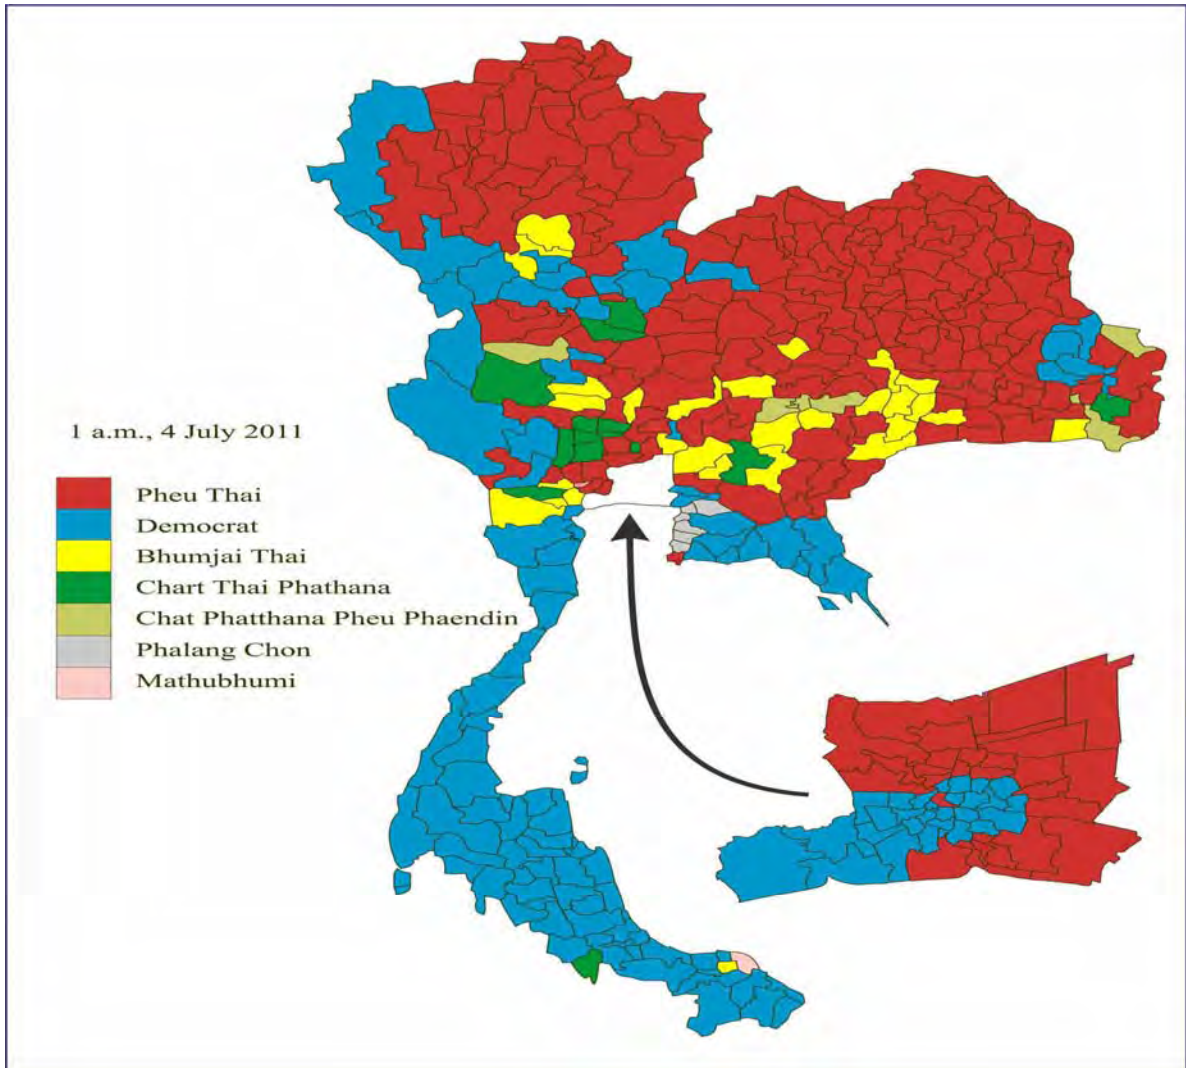 1 a.m., 4 July 2011
Pheu Thai
Democrat
Bhumjai Thai
Chart Thai Phathana
Chat Phatthana Pheu Phaendin
Phalang Chon
Mathubhumi